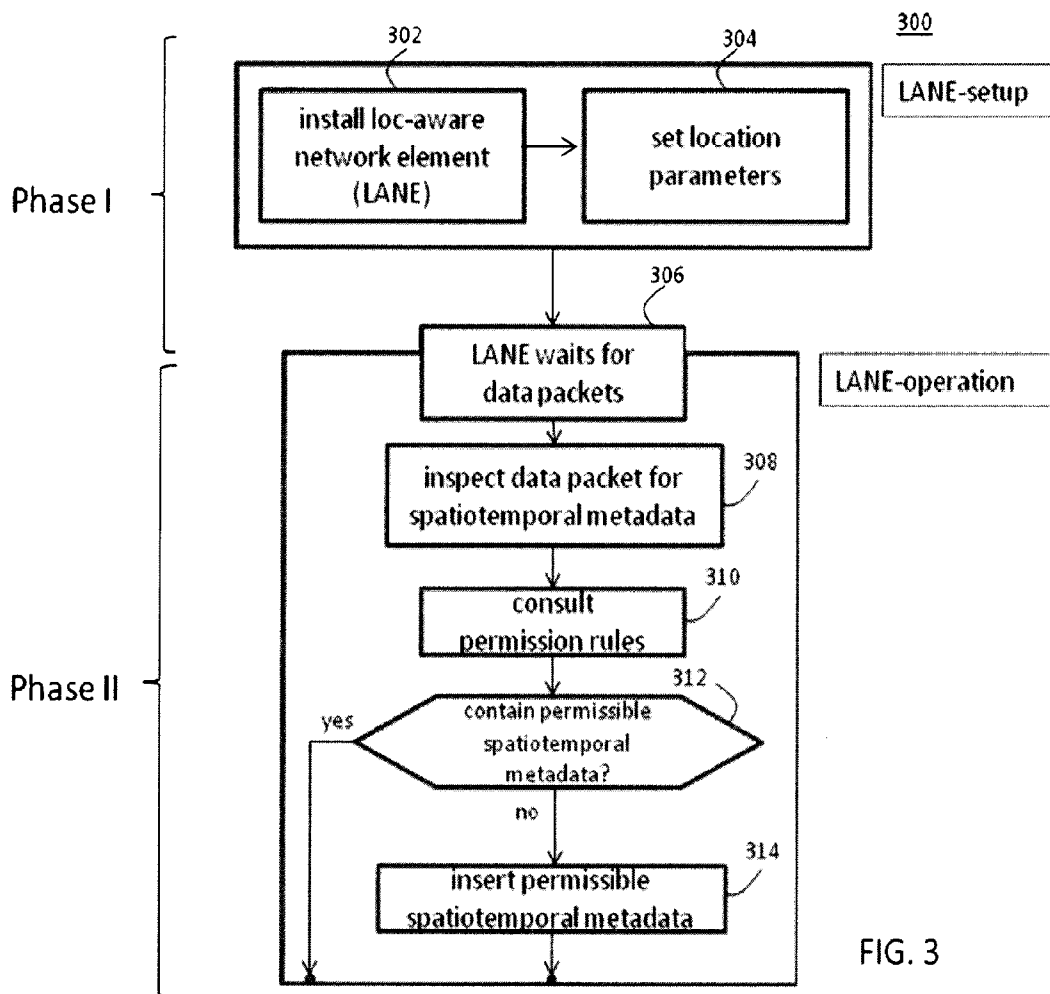 300
302
304
LANE-setup
install loc-aware
network element
(LANE)
set location
parameters
Phase I
306
LANE waits for
data packets
LANE-operation
308
inspect data packet for
spatiotemporal metadata
310
consult
permission rules
Phase II
312
yes
contain permissible
spatiotemporal
metadata?
no
314
insert permissible
spatiotemporal metadata
FIG. 3